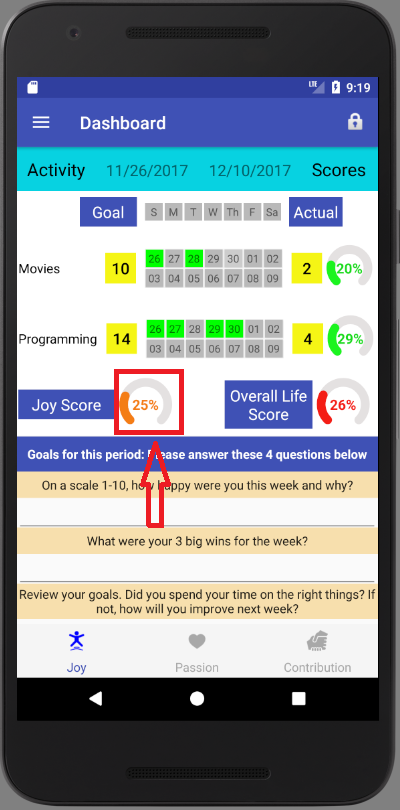 LTE 9:19
Dashboard
Activity 11/26/2017 12/10/2017 Scores
Goal S M T W Th F Sa Actual
Movies 10 26 27 28 29 30 01 02 2 20%
03 04 05 06 07 08 09
Programming 14 26 27 28 29 30 01 02 4 29%
03 04 05 06 07 08 09
Joy Score 25% Overall Life
Score 26%
Goals for this period: Please answer these 4 questions below
On a scale 1-10, how happy were you this week and why?
What were your 3 big wins for the week?
Review your goals. Did you spend your time on the right things? If
not, how will you improve next week?
Joy Passion Contribution